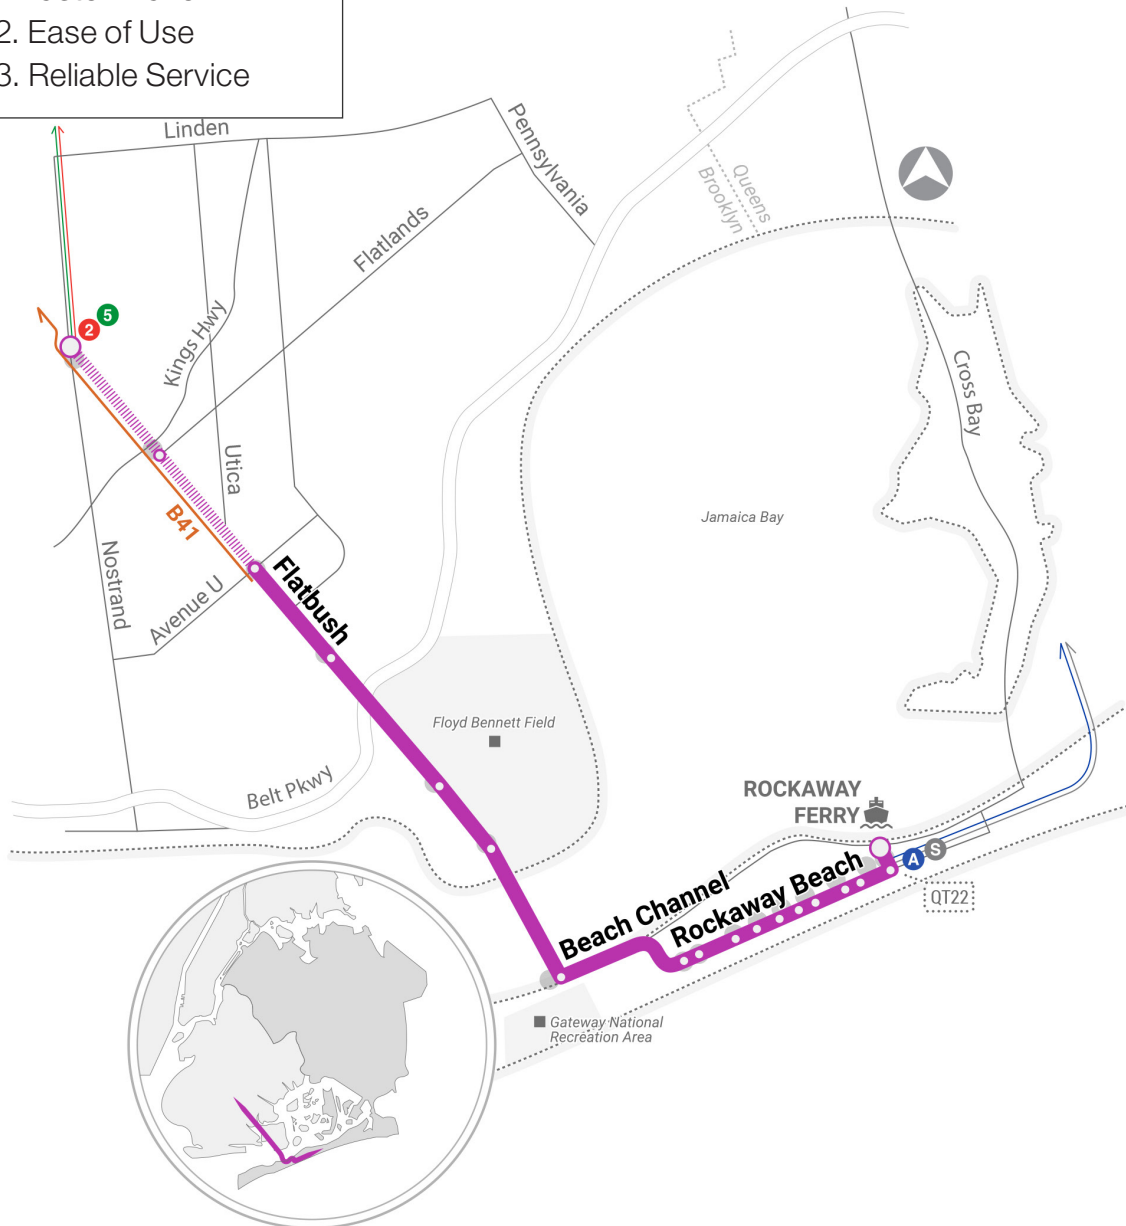 2. Ease of Use
3. Reliable Service
Linden
Pennsylvania
Queens
Brooklyn
Flatlands
Kings Hwy
2
5
Cross Bay
Utica
B41
Jamaica Bay
Nostrand
Avenue U
Flatbush
Floyd Bennett Field
Belt Pkwy
ROCKAWAY
FERRY
A
S
QT22
Beach Channel
Rockaway Beach
Gateway National
Recreation Area